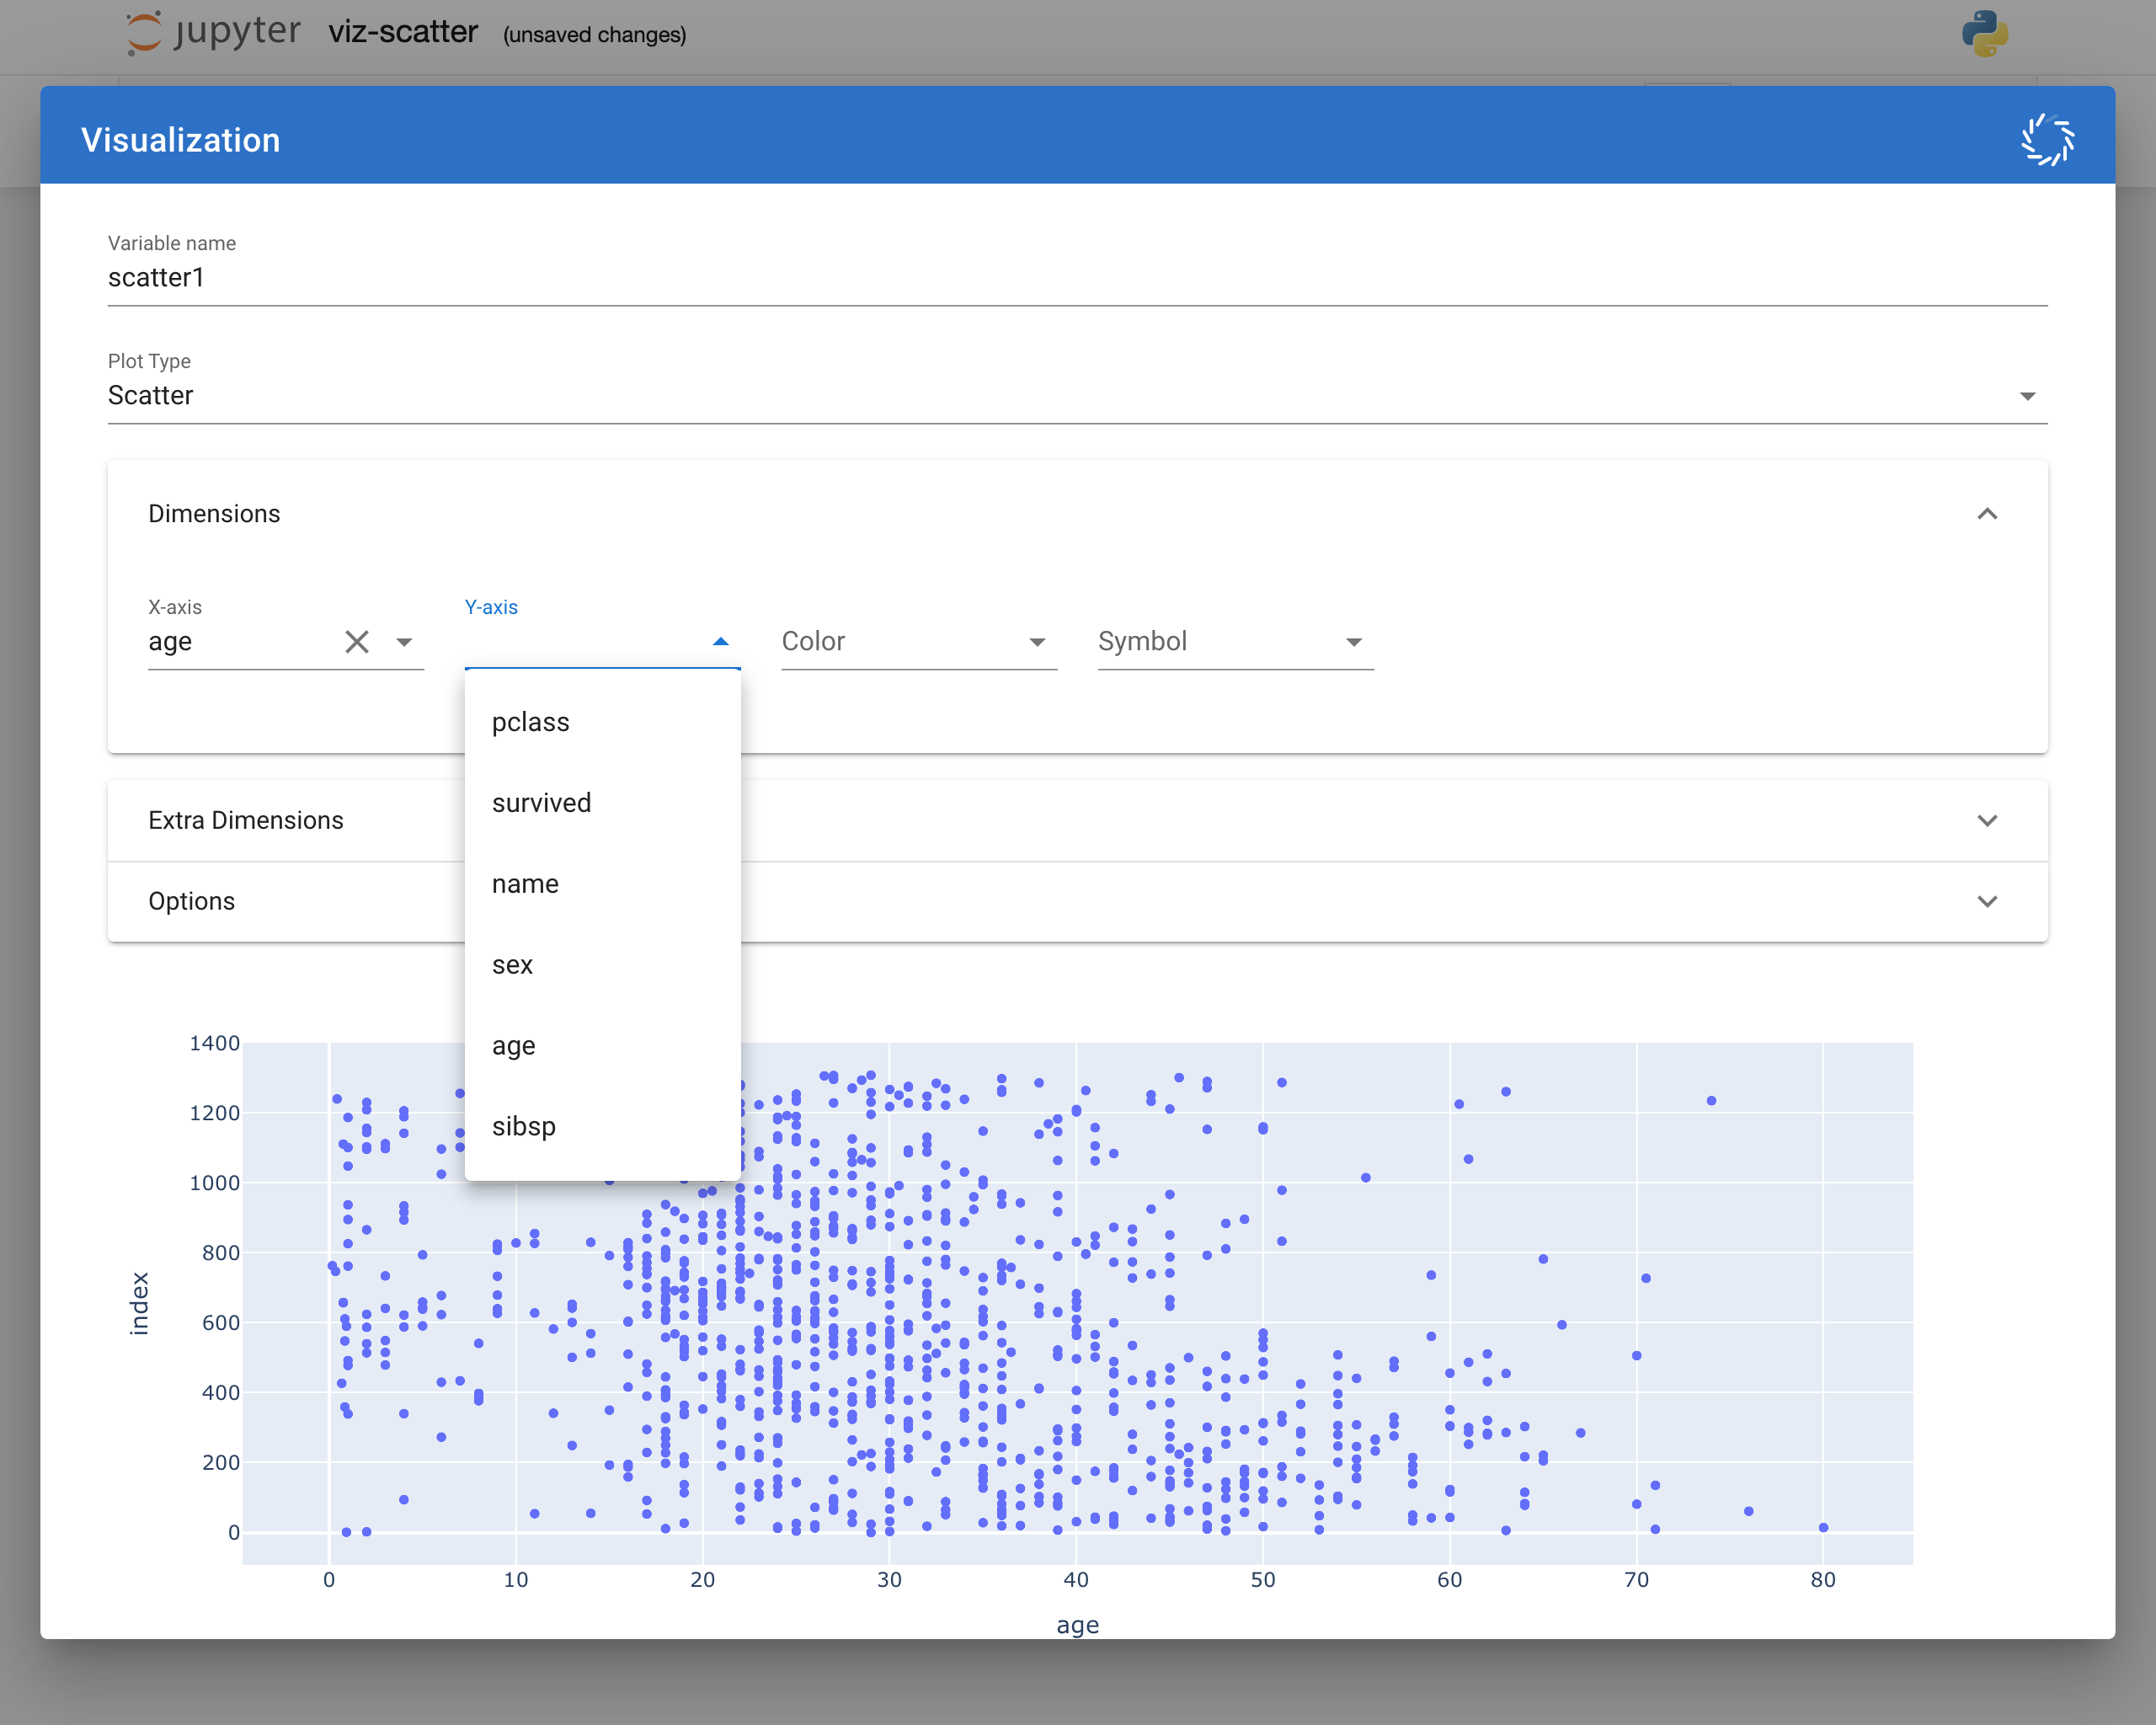 jupyter viz-scatter (unsaved changes)
Visualization
Variable name
scatter1
Plot Type
Scatter
Dimensions
X-axis Y-axis
age Color Symbol
pclass
survived
name
sex
age
sibsp
Extra Dimensions
Options
1400
1200
1000
800
600
400
200
0
index
0 10 20 30 40 50 60 70 80
age